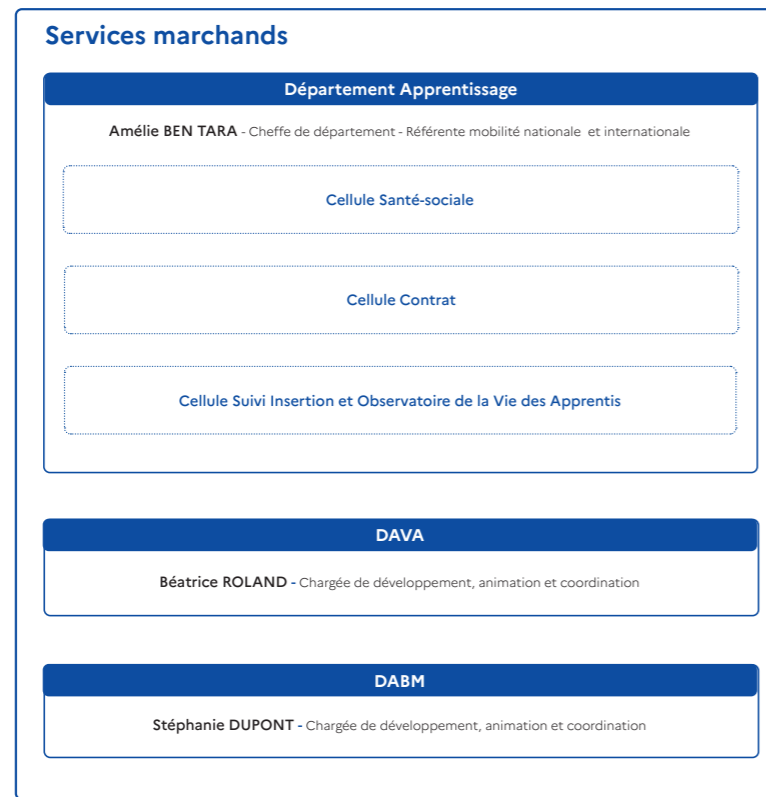 Services marchands
Département Apprentissage
Amélie BEN TARA - Cheffe de département - Référente mobilité nationale et internationale
Cellule Santé-sociale
Cellule Contrat
Cellule Suivi Insertion et Observatoire de la Vie des Apprentis
DAVA
Béatrice ROLAND - Chargée de développement, animation et coordination
DABM
Stéphanie DUPONT - Chargée de développement, animation et coordination